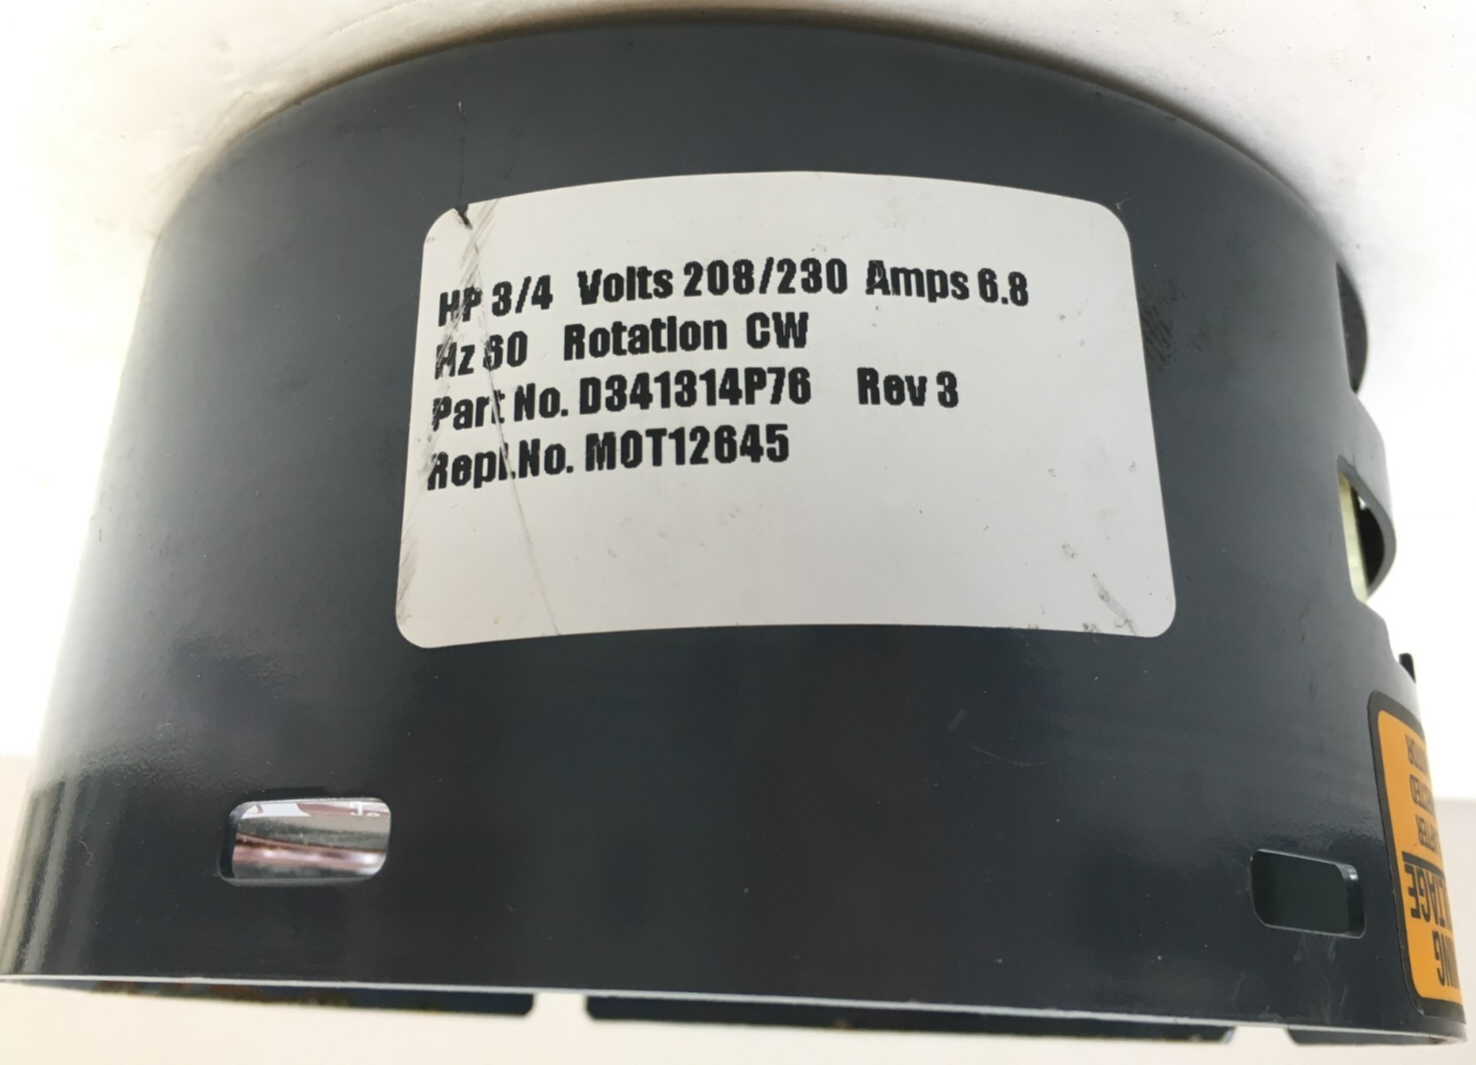 HP 3/4 Volts 208/230 Amps 6.8
Hz 60 Rotation CW
Part No. D341314P76 Rev 3
Repl.No. MOT12645